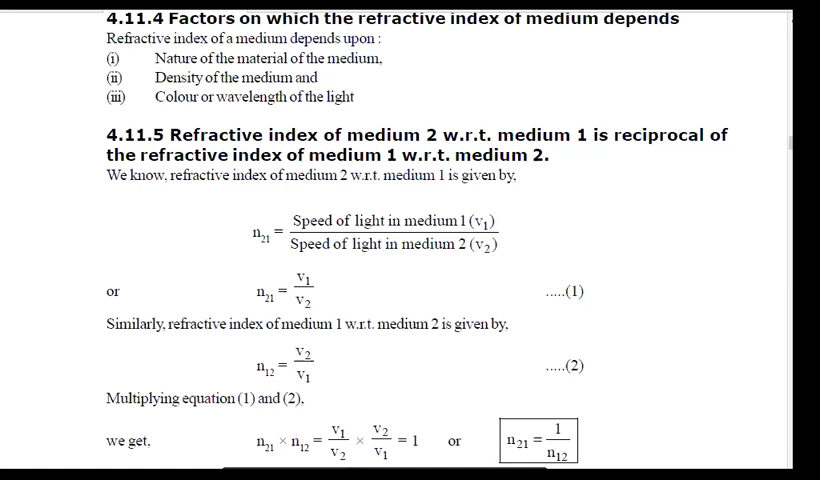 4.11.4 Factors on which the refractive index of medium depends
Refractive index of a medium depends upon :
(i) Nature of the material of the medium,
(ii) Density of the medium and
(iii) Colour or wavelength of the light
4.11.5 Refractive index of medium 2 w.r.t. medium 1 is reciprocal of
the refractive index of medium 1 w.r.t. medium 2.
We know, refractive index of medium 2 w.r.t. medium 1 is given by,
n₂₁ = Speed of light in medium 1 (v₁) / Speed of light in medium 2 (v₂)
or n₂₁ = v₁ / v₂ .....(1)
Similarly, refractive index of medium 1 w.r.t. medium 2 is given by,
n₁₂ = v₂ / v₁ .....(2)
Multiplying equation (1) and (2),
we get, n₂₁ × n₁₂ = v₁ / v₂ × v₂ / v₁ = 1 or n₂₁ = 1 / n₁₂